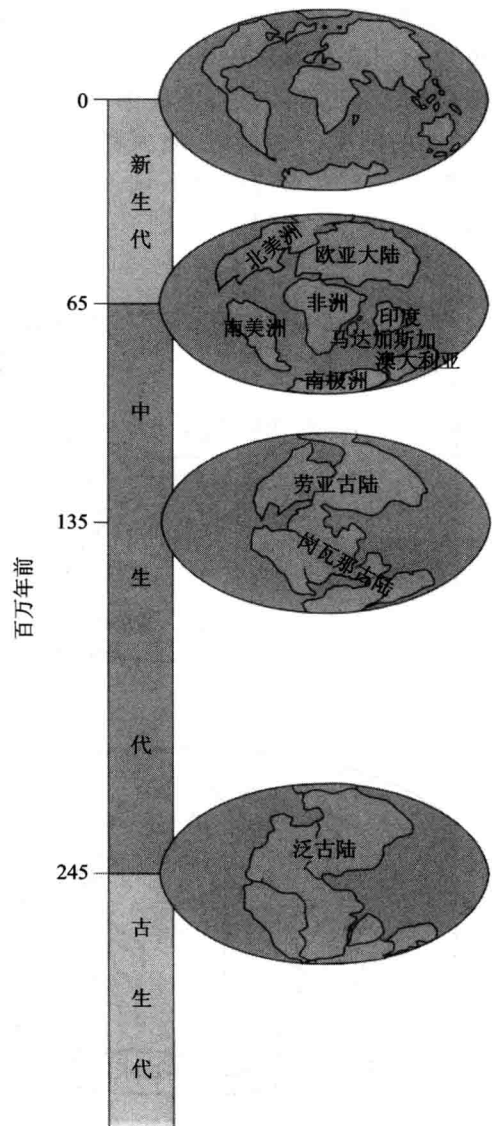 0
新生代
北美洲
欧亚大陆
非洲
印度
南美洲
马达加斯加
澳大利亚
南极洲
65
中生代
劳亚古陆
135
岗瓦那古陆
百万年前
泛古陆
245
古生代